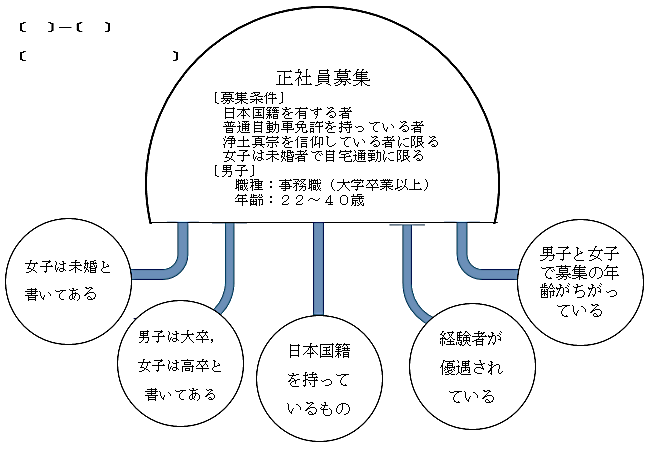 〔　〕－〔　〕
〔　　　　　　　　　　〕
正社員募集
［募集条件］
日本国籍を有する者
普通自動車免許を持っている者
浄土真宗を信仰している者に限る
女子は未婚者で自宅通勤に限る
［男子］
職種：事務職（大学卒業以上）
年齢：２２～４０歳
女子は未婚と
書いてある
男子は大卒，
女子は高卒と
書いてある
日本国籍
を持って
いるもの
経験者が
優遇され
ている
男子と女子
で募集の年
齢がちがっ
ている